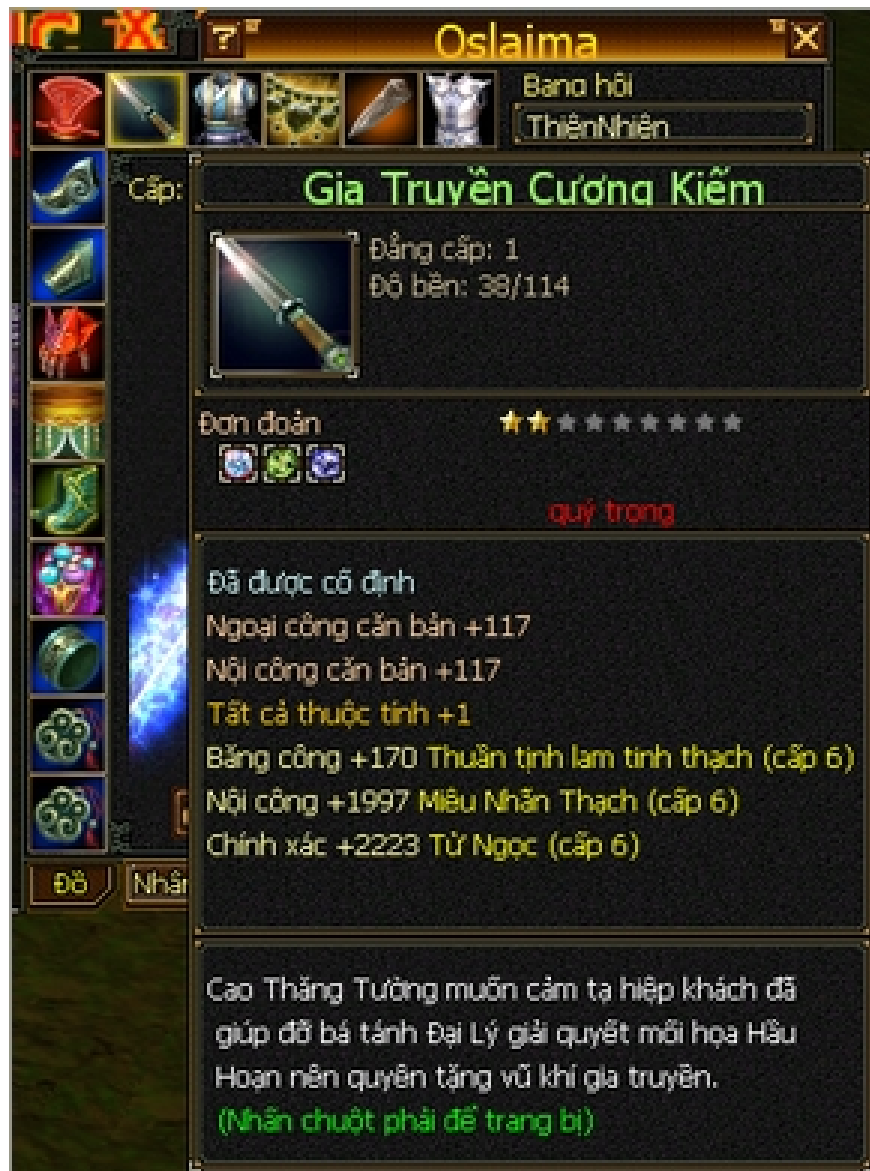 ?
Oslaima
X
Bang hội
ThiênNhiên
Cấp:
Gia Truyền Cương Kiếm
Đẳng cấp: 1
Độ bền: 38/114
Đơn đoản
quý trọng
Đã được cố định
Ngoại công căn bản +117
Nội công căn bản +117
Tất cả thuộc tính +1
Băng công +170 Thuần tịnh lam tinh thạch (cấp 6)
Nội công +1997 Miêu Nhãn Thạch (cấp 6)
Chính xác +2223 Tử Ngọc (cấp 6)
Đồ
Nhân
Cao Thăng Tường muốn cảm tạ hiệp khách đã
giúp đỡ bá tánh Đại Lý giải quyết mối họa Hầu
Hoạn nên quyên tặng vũ khí gia truyền.
(Nhấn chuột phải để trang bị)